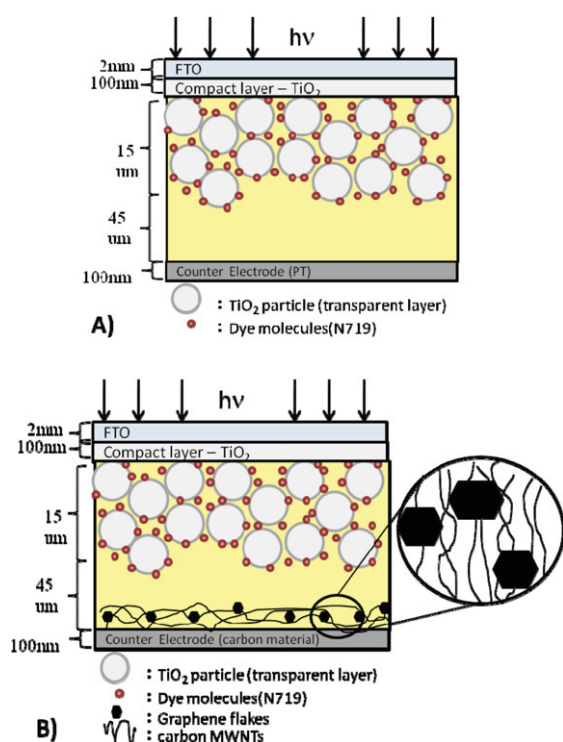 hν
2mm
FTO
100nm
Compact layer – TiO₂
15
um
45
um
100nm
Counter Electrode (PT)
: TiO₂ particle (transparent layer)
A)
: Dye molecules(N719)
hν
2mm
FTO
100nm
Compact layer – TiO₂
15
um
45
um
100nm
Counter Electrode (carbon material)
: TiO₂ particle (transparent layer)
: Dye molecules(N719)
: Graphene flakes
B)
: carbon MWNTs